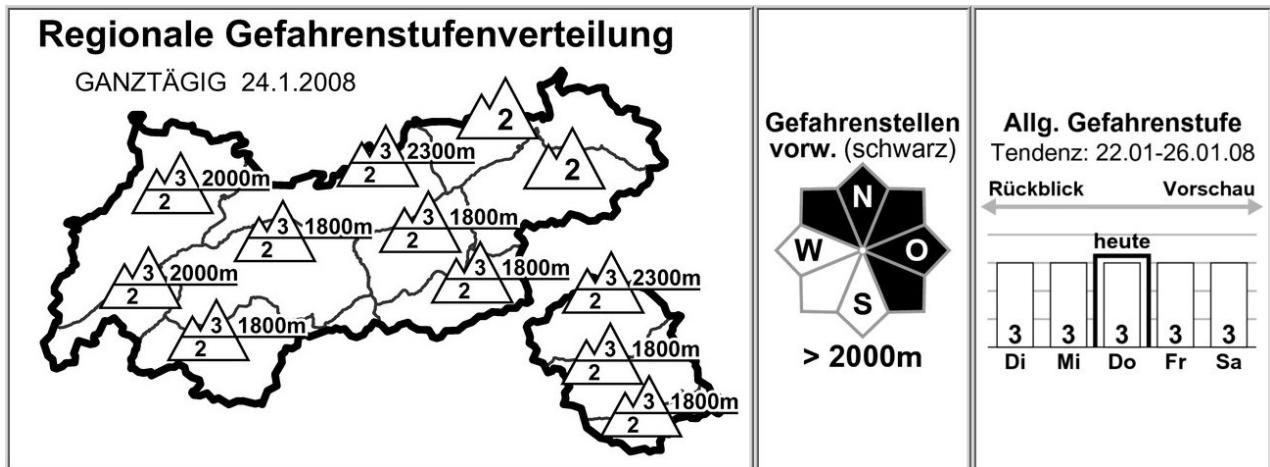 Regionale Gefahrenstufenverteilung
GANZTÄGIG 24.1.2008
2
3 2300m
2
2
3 2000m
2
3 1800m
2
3 1800m
2
3 2000m
2
3 1800m
2
3 2300m
2
3 1800m
2
3 1800m
2
3 1800m
2
Gefahrenstellen
vorw. (schwarz)
N
W O
S
> 2000m
Allg. Gefahrenstufe
Tendenz: 22.01-26.01.08
Rückblick Vorschau
heute
3 3 3 3 3
Di Mi Do Fr Sa